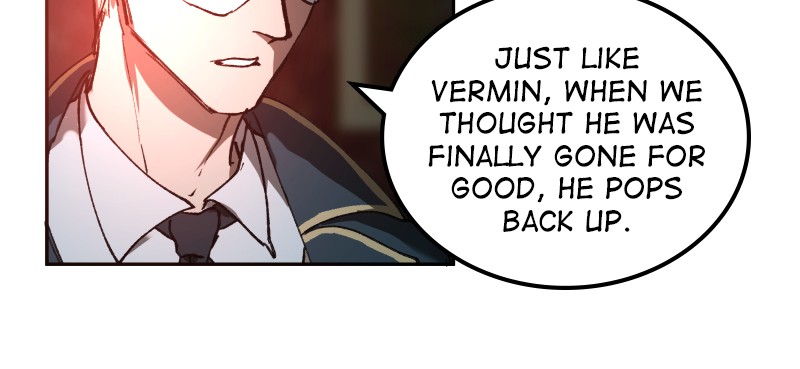 JUST LIKE
VERMIN, WHEN WE
THOUGHT HE WAS
FINALLY GONE FOR
GOOD, HE POPS
BACK UP.